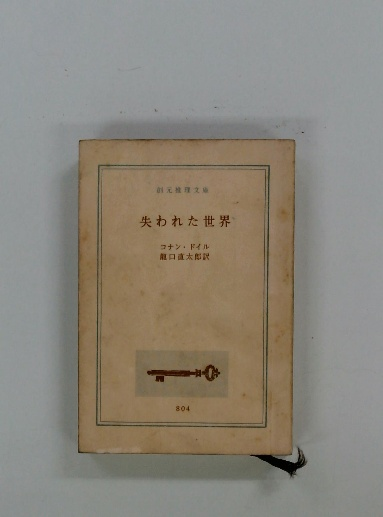 創元推理文庫
失われた世界
コナン・ドイル
龍口直太郎訳
804